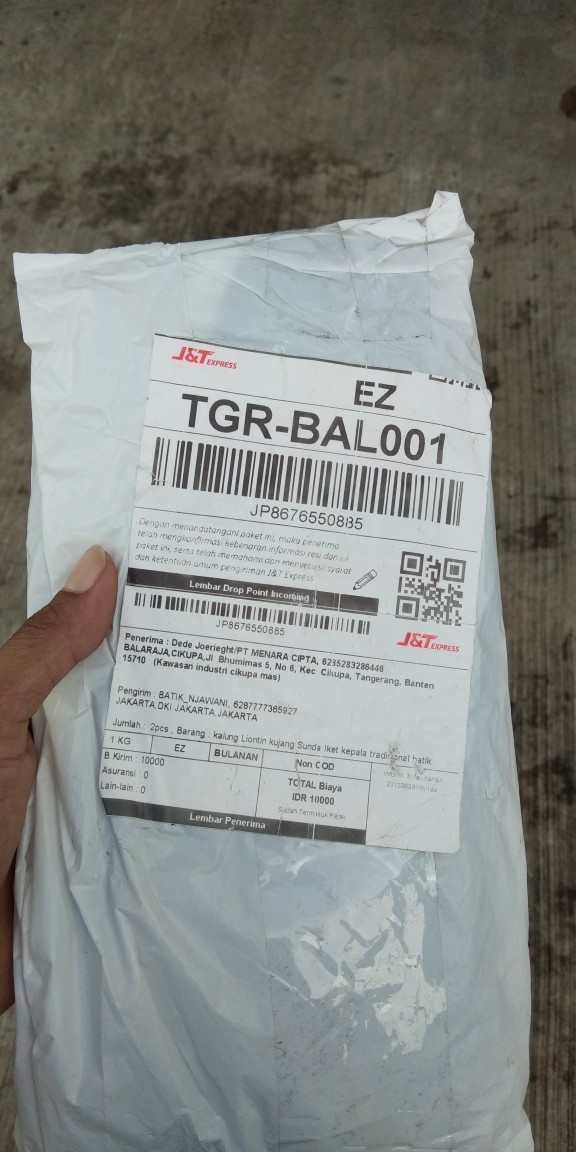 J&T EXPRESS
EZ
TGR-BAL001
JP8676550885
Dengan menandatangani paket ini, maka penerima
telah mengkonfirmasi kebenaran informasi resi dan isi
paket ini, serta telah memahami dan menyetujui syarat
dan ketentuan umum pengiriman J&T Express
Lembar Drop Point Incoming
JP8676550885
J&T EXPRESS
Penerima : Dede Joerieght/PT MENARA CIPTA, 6285283286446
BALARAJA,CIKUPA,Jl Bhumimas 5, No 6, Kec Cikupa, Tangerang, Banten
15710 (Kawasan industri cikupa mas)
Pengirim : BATIK_NJAWANI, 6287777365927
JAKARTA,DKI JAKARTA,JAKARTA
Jumlah : 2pcs , Barang : kalung Liontin kujang Sunda Iket kepala tradisional batik
1 KG EZ BULANAN Non COD
B.Kirim : 10000
Asuransi : 0
Lain-lain : 0
TOTAL Biaya
IDR 10000
Sudah Termasuk Pajak
Lembar Penerima